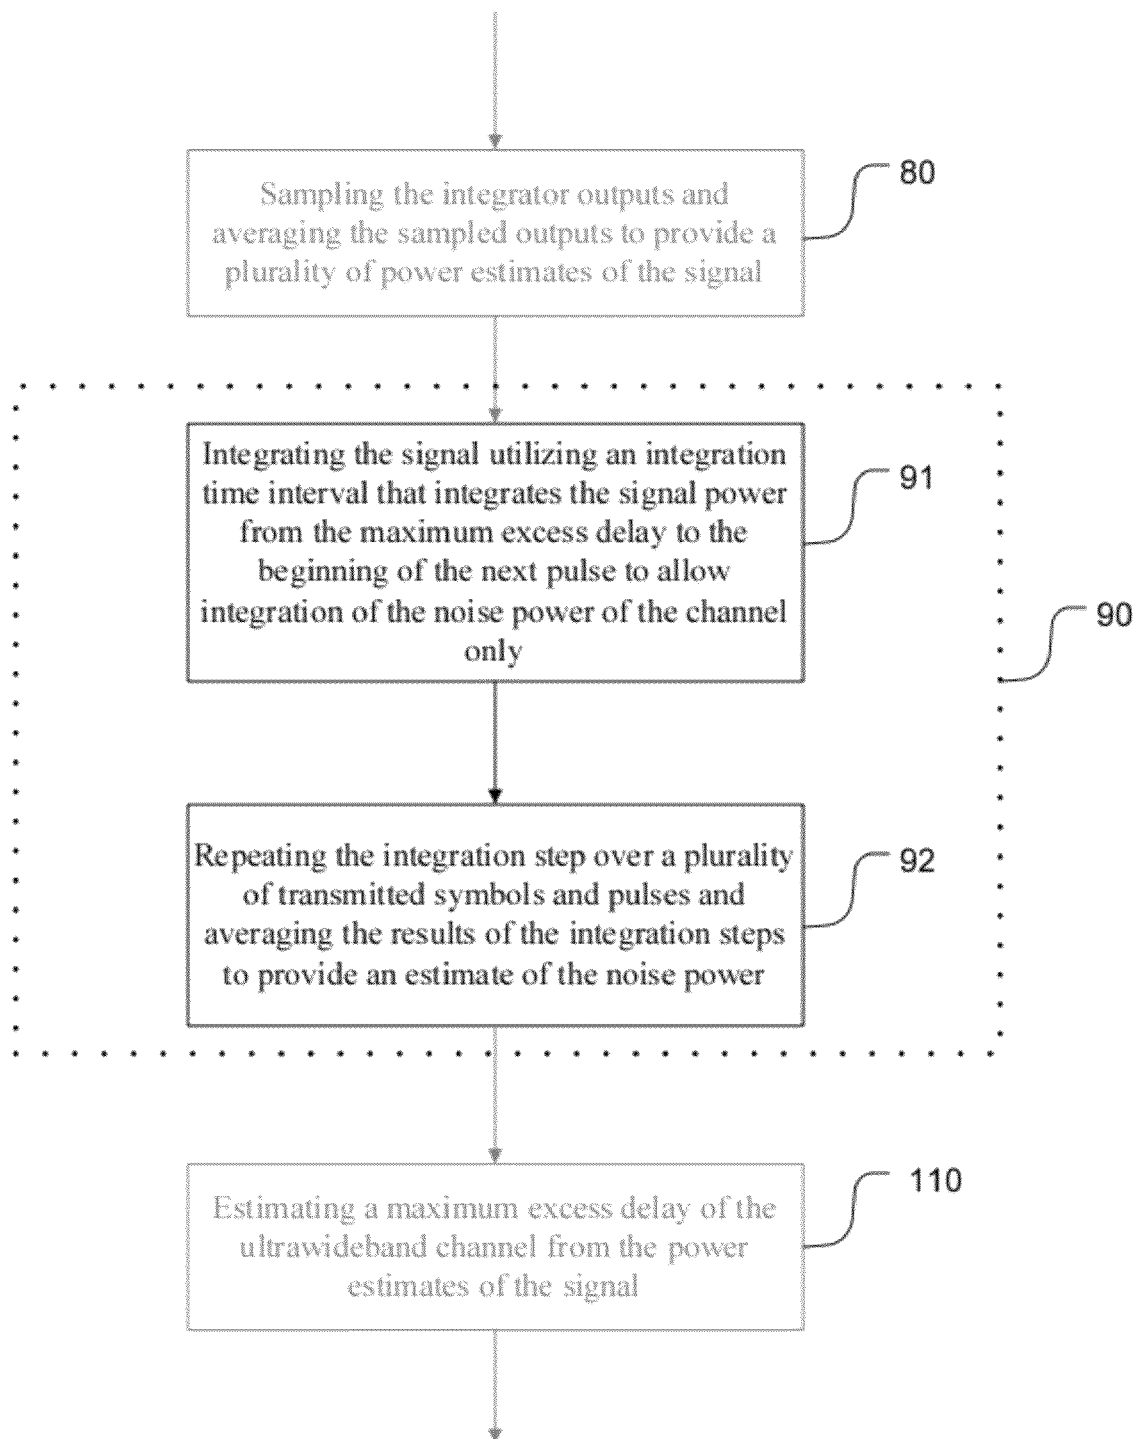 Sampling the integrator outputs and
averaging the sampled outputs to provide a
plurality of power estimates of the signal
80
Integrating the signal utilizing an integration
time interval that integrates the signal power
from the maximum excess delay to the
beginning of the next pulse to allow
integration of the noise power of the channel
only
91
90
Repeating the integration step over a plurality
of transmitted symbols and pulses and
averaging the results of the integration steps
to provide an estimate of the noise power
92
Estimating a maximum excess delay of the
ultrawideband channel from the power
estimates of the signal
110